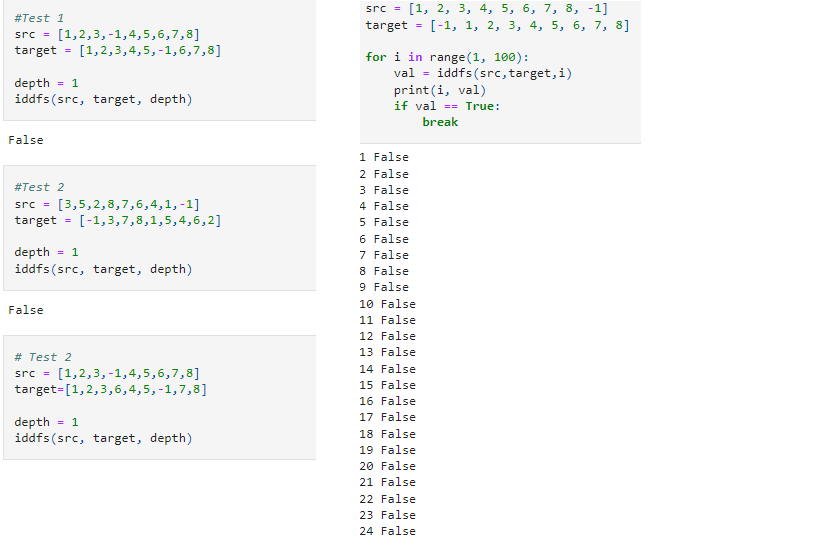 #Test 1
src = [1,2,3,-1,4,5,6,7,8]
target = [1,2,3,4,5,-1,6,7,8]
depth = 1
iddfs(src, target, depth)
False
#Test 2
src = [3,5,2,8,7,6,4,1,-1]
target = [-1,3,7,8,1,5,4,6,2]
depth = 1
iddfs(src, target, depth)
False
# Test 2
src = [1,2,3,-1,4,5,6,7,8]
target=[1,2,3,6,4,5,-1,7,8]
depth = 1
iddfs(src, target, depth)
src = [1, 2, 3, 4, 5, 6, 7, 8, -1]
target = [-1, 1, 2, 3, 4, 5, 6, 7, 8]
for i in range(1, 100):
    val = iddfs(src,target,i)
    print(i, val)
    if val == True:
        break
1 False
2 False
3 False
4 False
5 False
6 False
7 False
8 False
9 False
10 False
11 False
12 False
13 False
14 False
15 False
16 False
17 False
18 False
19 False
20 False
21 False
22 False
23 False
24 False